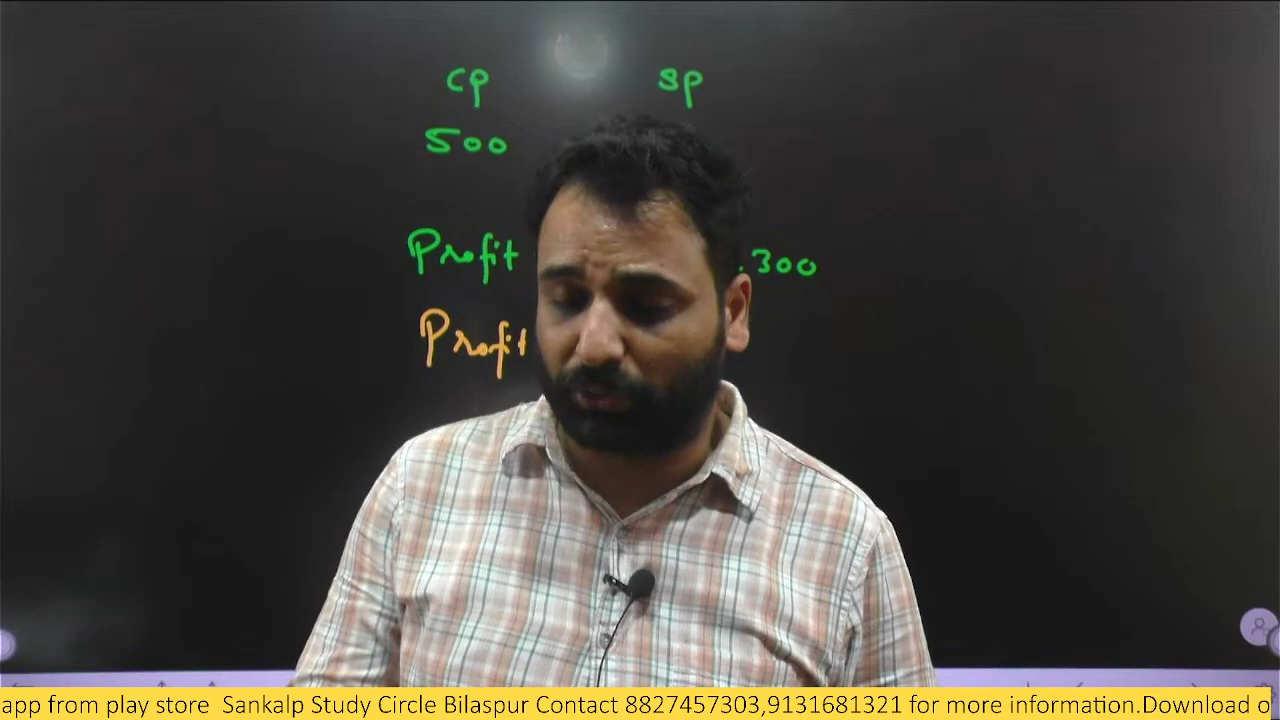 CP SP
500
Profit .300
Profit
app from play store Sankalp Study Circle Bilaspur Contact 8827457303,9131681321 for more information.Download o